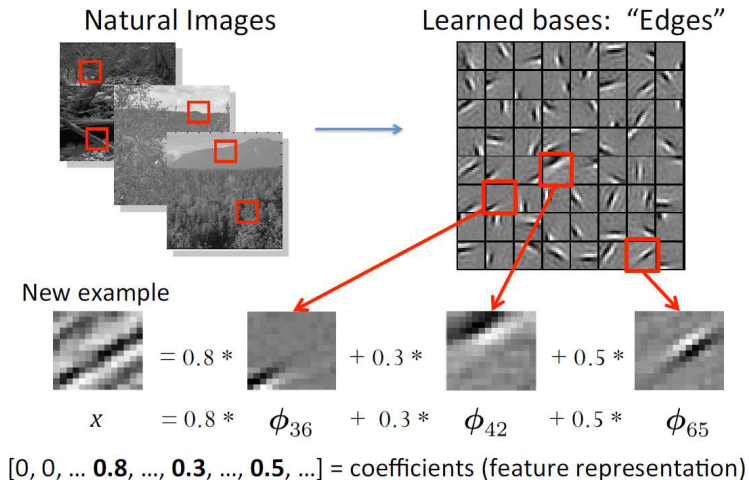 Natural Images
Learned bases: “Edges”
New example
= 0.8 * + 0.3 * + 0.5 *
x = 0.8 * ϕ36 + 0.3 * ϕ42 + 0.5 * ϕ65
[0, 0, … 0.8, …, 0.3, …, 0.5, …] = coefficients (feature representation)